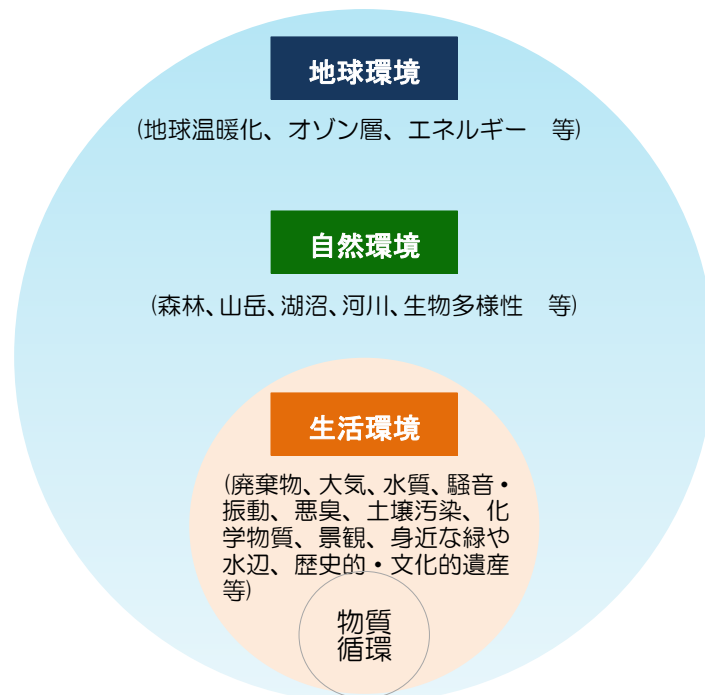 地球環境
(地球温暖化、オゾン層、エネルギー　等)
自然環境
(森林、山岳、湖沼、河川、生物多様性　等)
生活環境
(廃棄物、大気、水質、騒音・
振動、悪臭、土壌汚染、化
学物質、景観、身近な緑や
水辺、歴史的・文化的遺産
等)
物質
循環